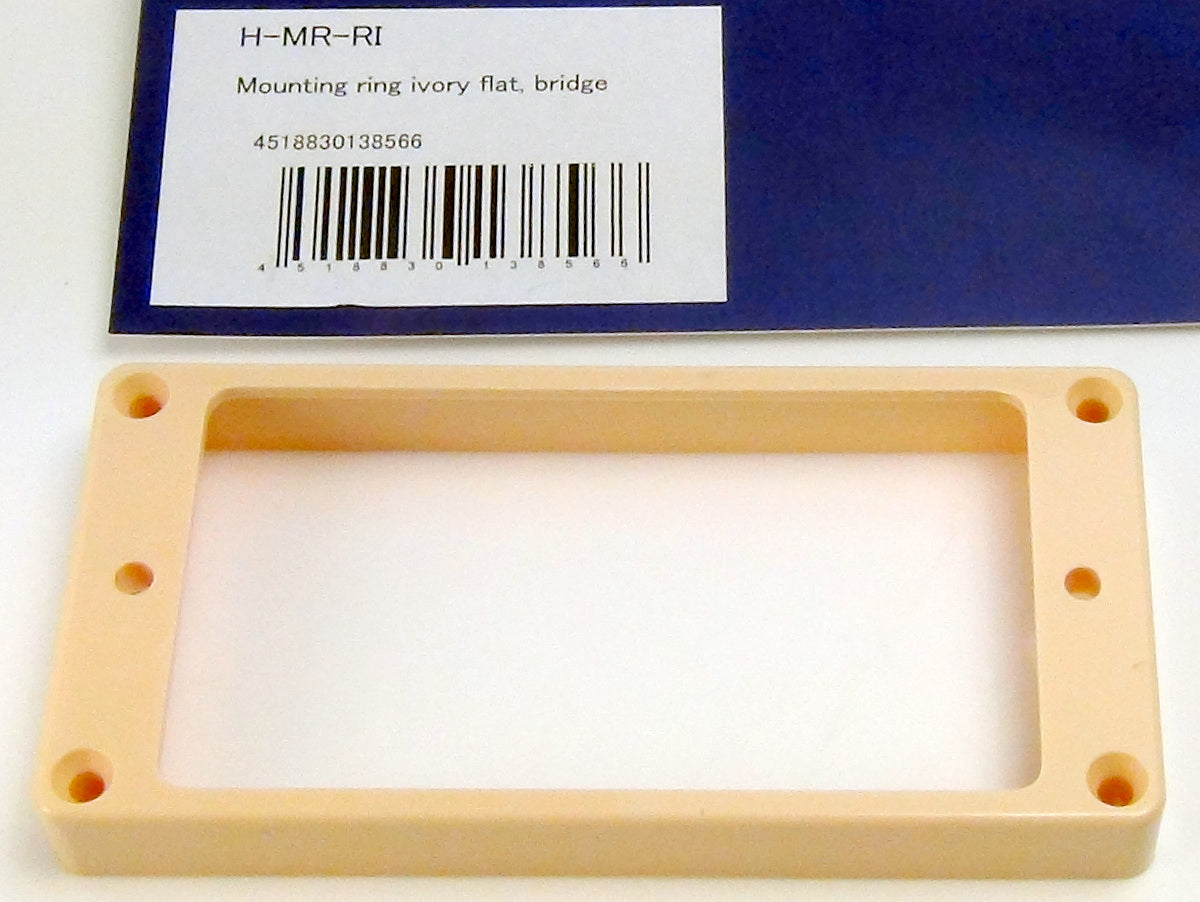 H-MR-RI
Mounting ring ivory flat, bridge
4518830138566
4 518830 138566